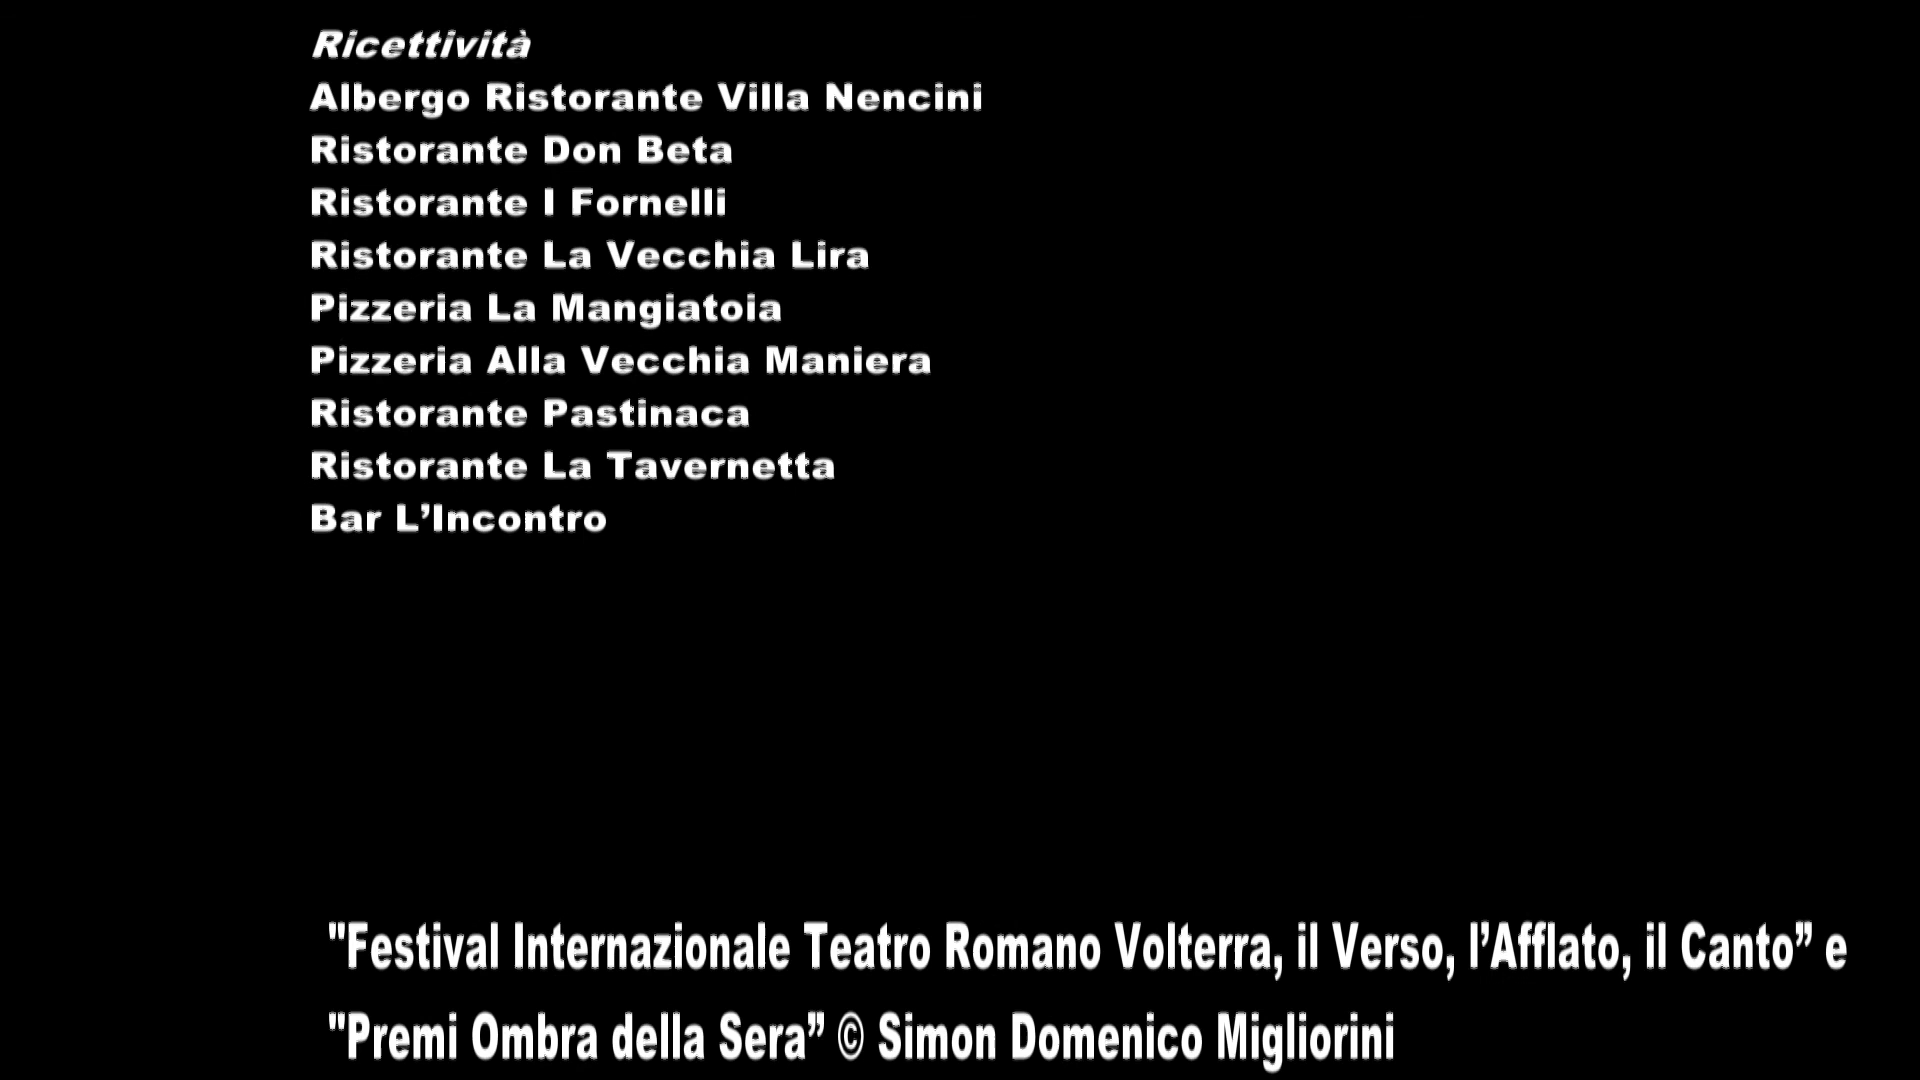 Ricettività
Albergo Ristorante Villa Nencini
Ristorante Don Beta
Ristorante I Fornelli
Ristorante La Vecchia Lira
Pizzeria La Mangiatoia
Pizzeria Alla Vecchia Maniera
Ristorante Pastinaca
Ristorante La Tavernetta
Bar L’Incontro
"Festival Internazionale Teatro Romano Volterra, il Verso, l’Afflato, il Canto” e
"Premi Ombra della Sera” © Simon Domenico Migliorini